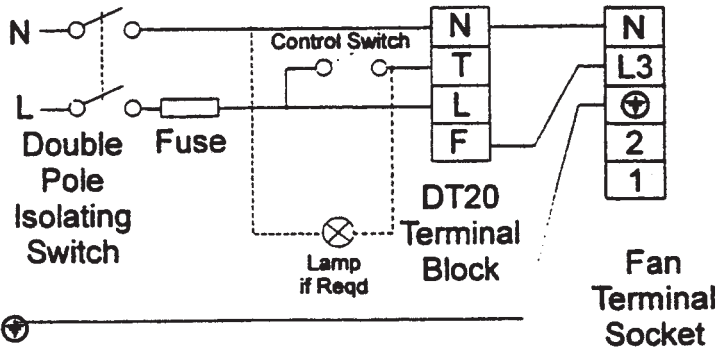 N
N
N
Control Switch
T
L3
L
L
Double
Pole
Isolating
Switch
Fuse
F
2
1
DT20
Terminal
Block
Lamp
if Reqd
Fan
Terminal
Socket